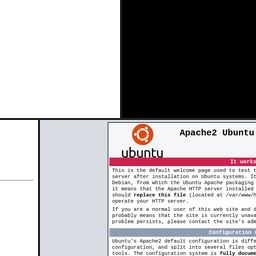 Apache2 Ubuntu
ubuntu
It works
This is the default welcome page used to test t
server after installation on Ubuntu systems. It
Debian, from which the Ubuntu Apache packaging
it means that the Apache HTTP server installed
should replace this file (located at /var/www/h
operate your HTTP server.
If you are a normal user of this web site and d
probably means that the site is currently unava
problem persists, please contact the site's adm
Configuration
Ubuntu's Apache2 default configuration is diffe
configuration, and split into several files opt
tools. The configuration system is fully docume